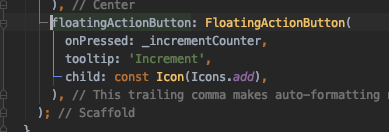 ), // Center
floatingActionButton: FloatingActionButton(
onPressed: _incrementCounter,
tooltip: 'Increment',
child: const Icon(Icons.add),
), // This trailing comma makes auto-formatting
); // Scaffold
}